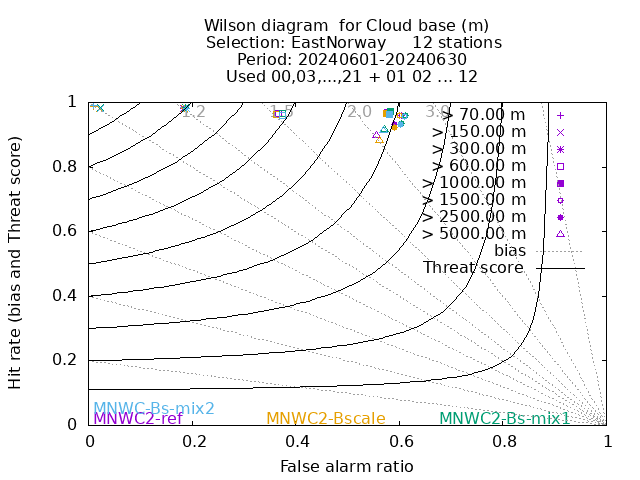 Wilson diagram  for Cloud base (m)
Selection: EastNorway     12 stations
Period: 20240601-20240630
Used 00,03,...,21 + 01 02 ... 12
Hit rate (bias and Threat score)
1
0.8
0.6
0.4
0.2
0
1.2
1.5
2.0
3.0
> 70.00 m
> 150.00 m
> 300.00 m
> 600.00 m
> 1000.00 m
> 1500.00 m
> 2500.00 m
> 5000.00 m
bias
Threat score
MNWC-Bs-mix2
MNWC2-ref MNWC2-Bscale MNWC2-Bs-mix1
0 0.2 0.4 0.6 0.8 1
False alarm ratio